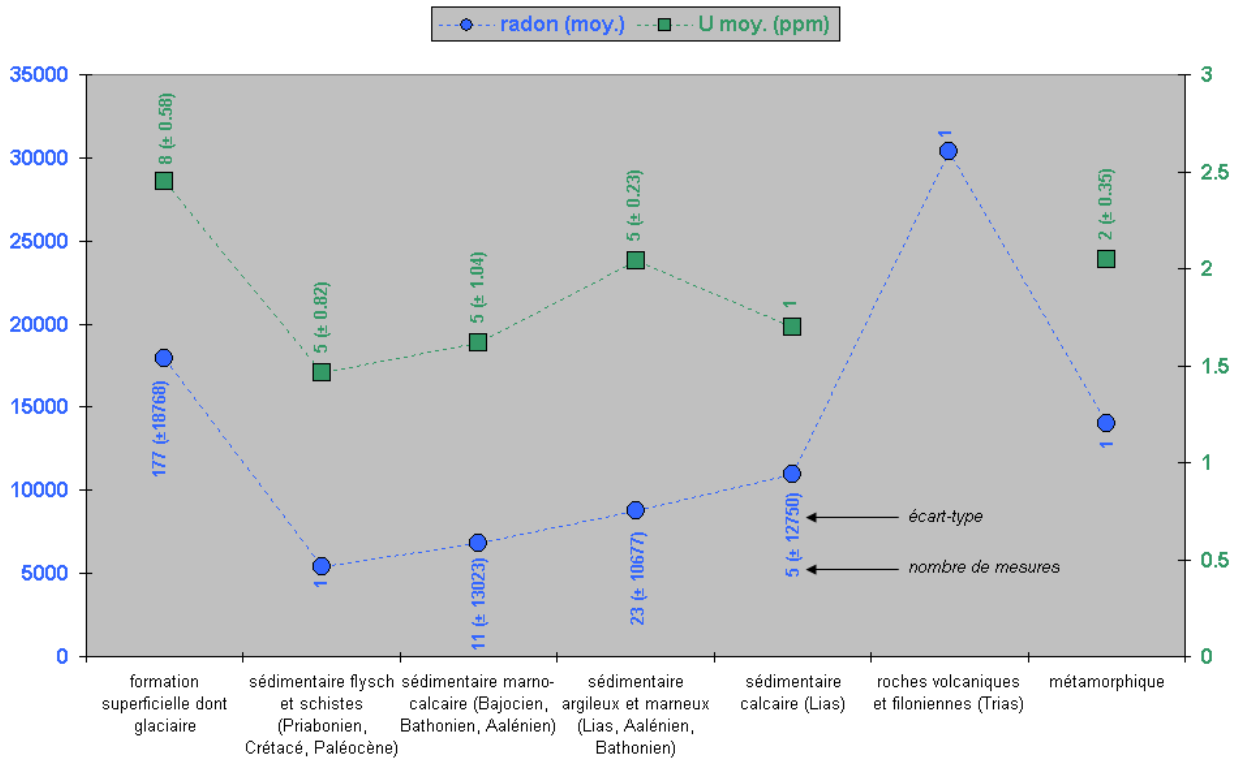 radon (moy.) U moy. (ppm)
35000
30000
25000
20000
15000
10000
5000
0
3
2.5
2
1.5
1
0.5
0
8 (± 0.58)
5 (± 0.82)
5 (± 1.04)
5 (± 0.23)
1
2 (± 0.35)
177 (±18768)
1
11 (± 13023)
23 (± 10677)
5 (± 12750)
1
1
écart-type
nombre de mesures
formation
superficielle dont
glaciaire
sédimentaire flysch
et schistes
(Priabonien,
Crétacé, Paléocène)
sédimentaire marno-
calcaire (Bajocien,
Bathonien, Aalénien)
sédimentaire
argileux et marneux
(Lias, Aalénien,
Bathonien)
sédimentaire
calcaire (Lias)
roches volcaniques
et filoniennes (Trias)
métamorphique